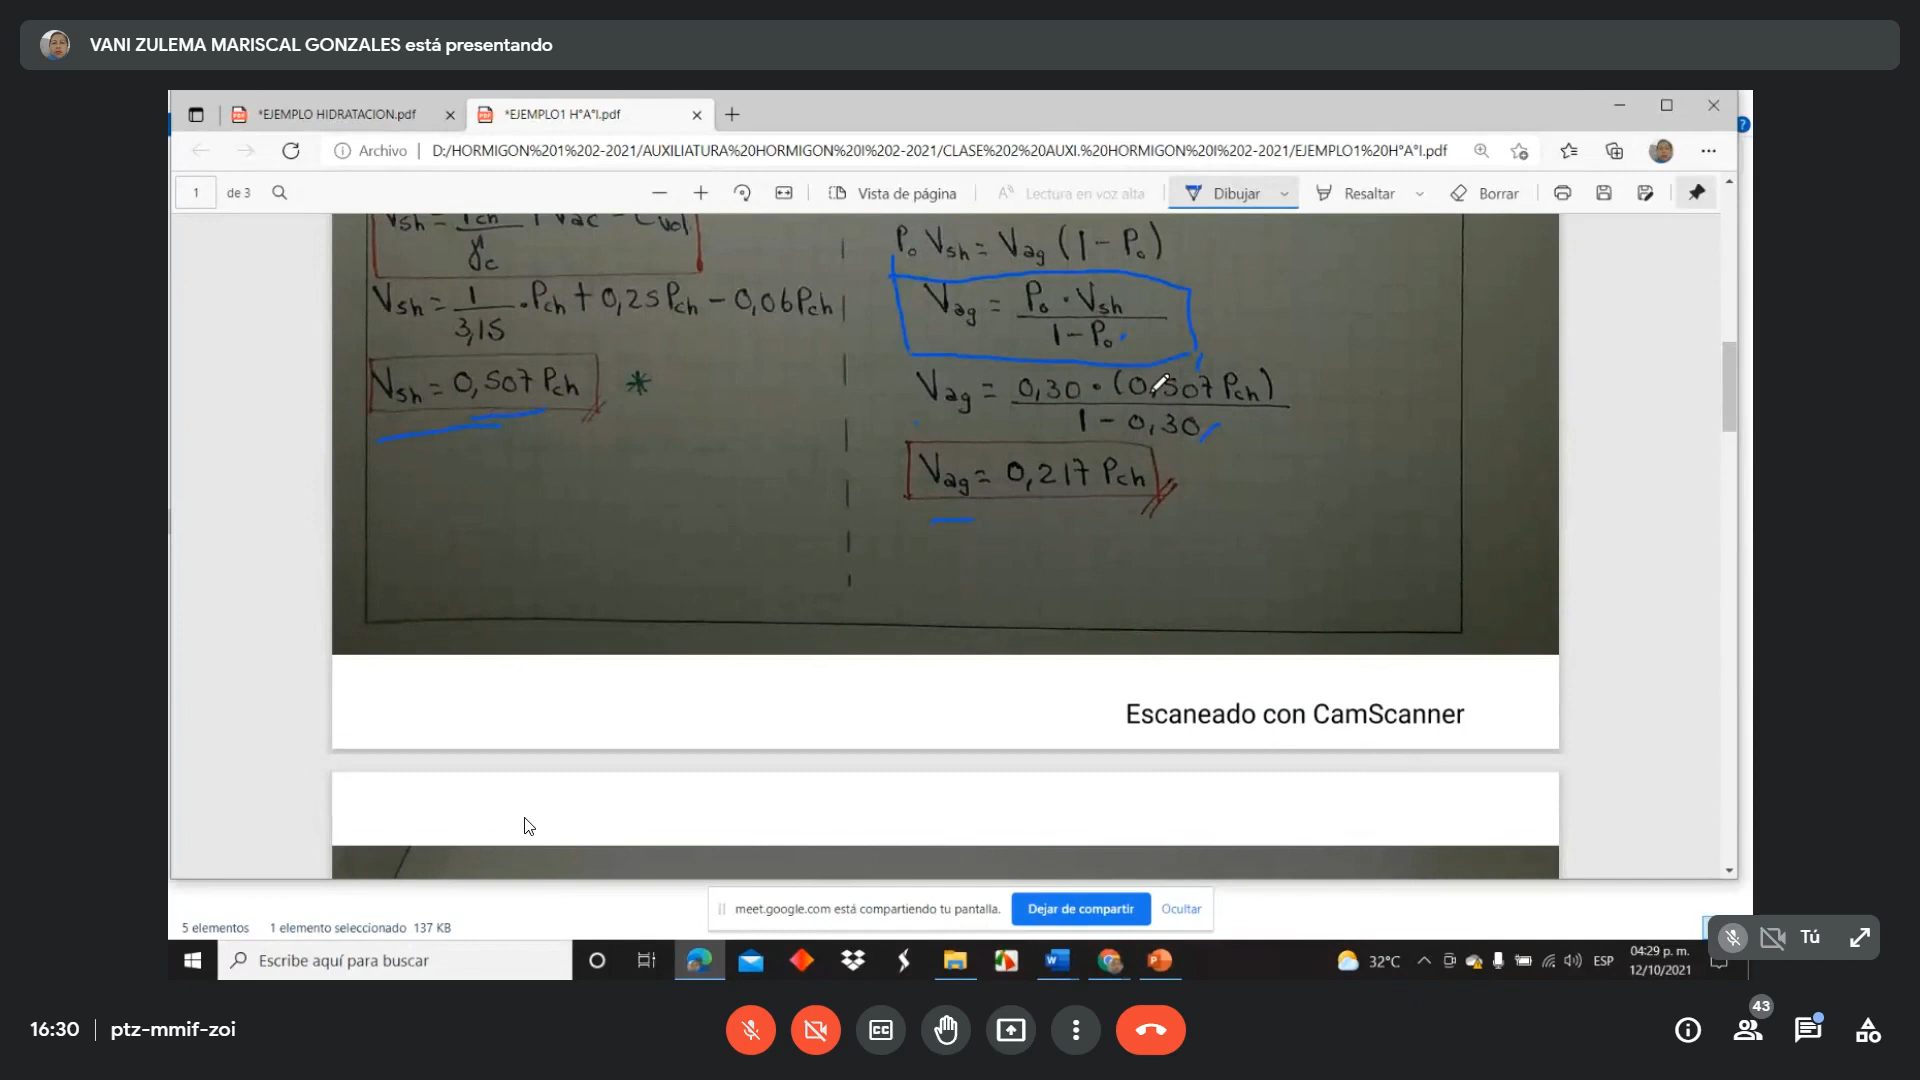 VANI ZULEMA MARISCAL GONZALES está presentando
*EJEMPLO HIDRATACION.pdf
*EJEMPLO1 H°A°I.pdf
Archivo
D:/HORMIGON%201%202-2021/AUXILIATURA%20HORMIGON%20I%202-2021/CLASE%202%20AUXI.%20HORMIGON%20I%202-2021/EJEMPLO1%20H°A°I.pdf
1 de 3
Vista de página
Lectura en voz alta
Dibujar
Resaltar
Borrar
Vsh = Pch/γc + Vac - Cvol
Vsh = 1/3,15 · Pch + 0,25 Pch - 0,06 Pch
Vsh = 0,507 Pch *
Po Vsh = Vag (1 - Po)
Vag = Po · Vsh / 1 - Po
Vag = 0,30 · (0,507 Pch) / 1 - 0,30
Vag = 0,217 Pch
Escaneado con CamScanner
meet.google.com está compartiendo tu pantalla.
Dejar de compartir
Ocultar
5 elementos
1 elemento seleccionado 137 KB
Tú
Escribe aquí para buscar
32°C
ESP
04:29 p. m.
12/10/2021
16:30 | ptz-mmif-zoi
CC
43